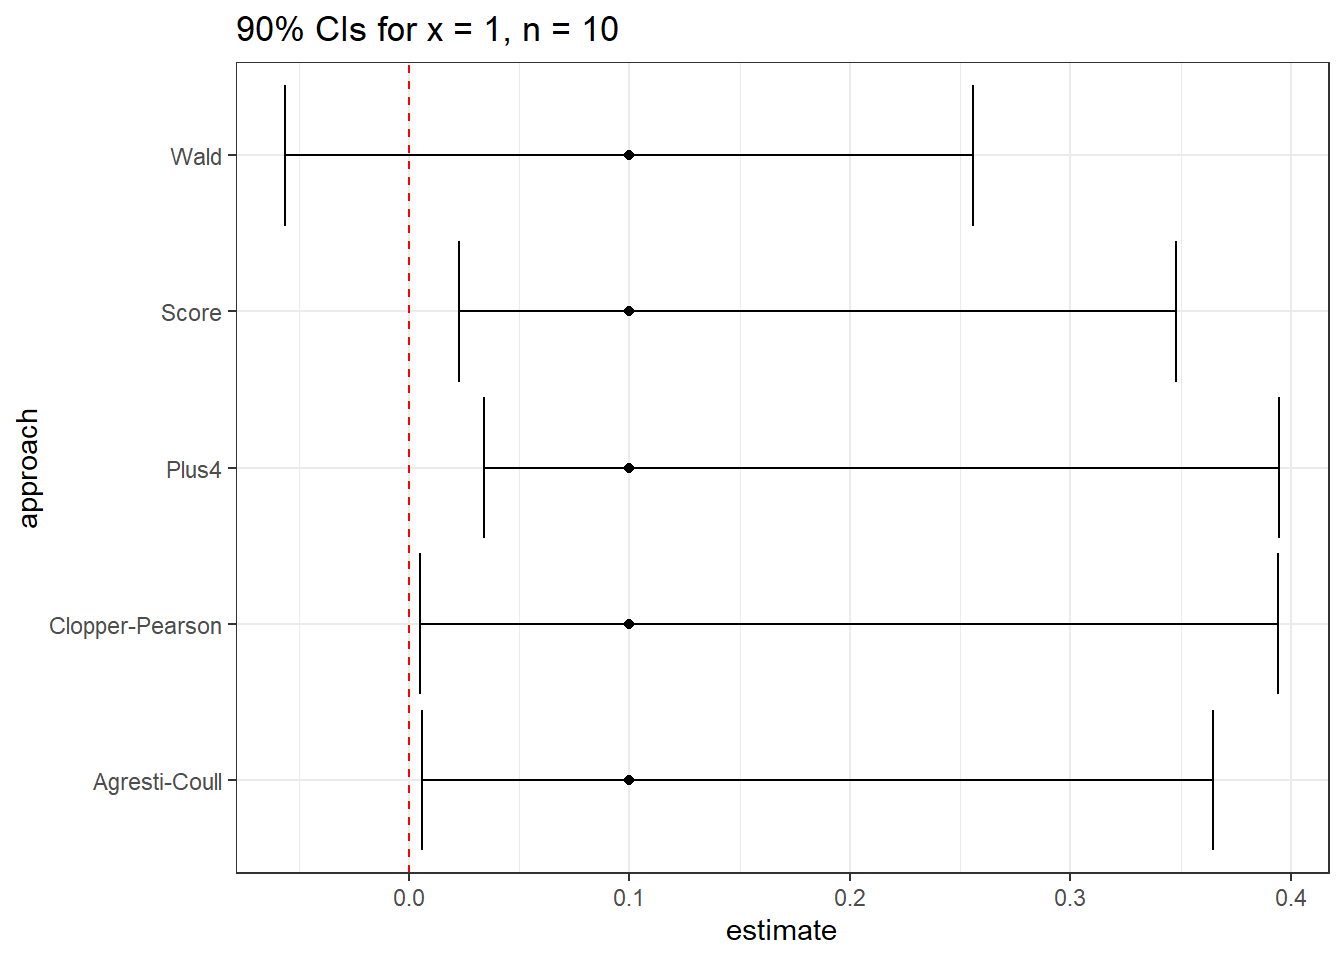 90% CIs for x = 1, n = 10
approach
Wald
Score
Plus4
Clopper-Pearson
Agresti-Coull
0.0 0.1 0.2 0.3 0.4
estimate